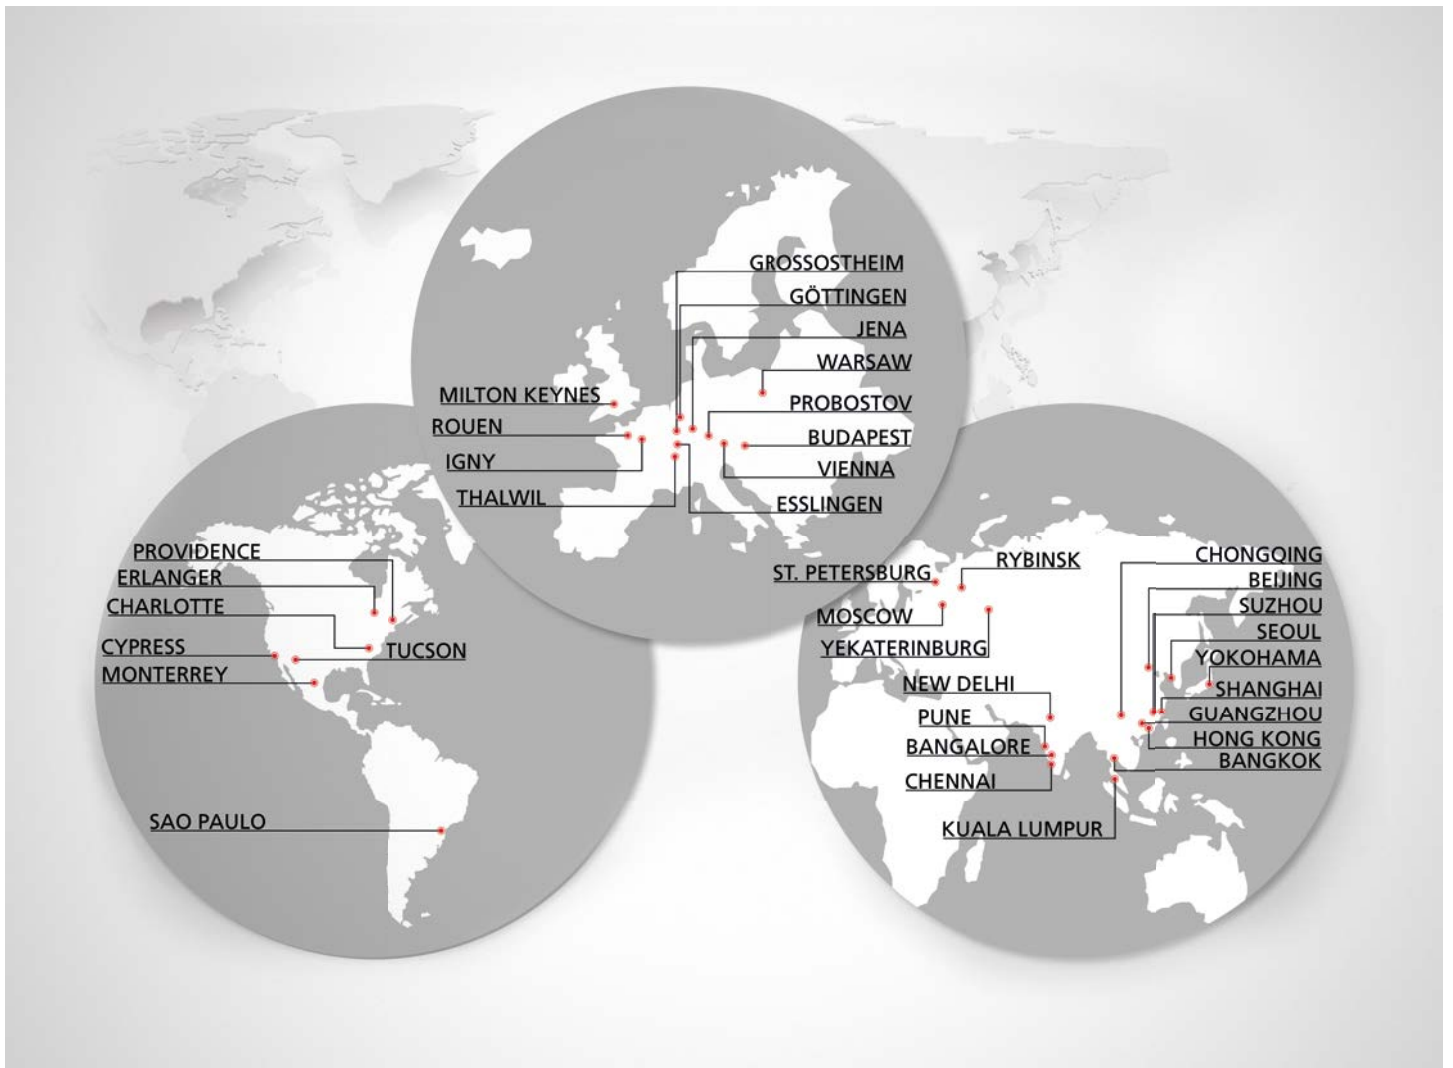 GROSSOSTHEIM
GÖTTINGEN
JENA
WARSAW
MILTON KEYNES
PROBOSTOV
ROUEN
BUDAPEST
IGNY
VIENNA
THALWIL
ESSLINGEN
PROVIDENCE
ERLANGER
CHARLOTTE
CYPRESS
TUCSON
MONTERREY
SAO PAULO
ST. PETERSBURG
RYBINSK
CHONGQING
BEIJING
SUZHOU
MOSCOW
SEOUL
YEKATERINBURG
YOKOHAMA
NEW DELHI
SHANGHAI
PUNE
GUANGZHOU
HONG KONG
BANGALORE
BANGKOK
CHENNAI
KUALA LUMPUR